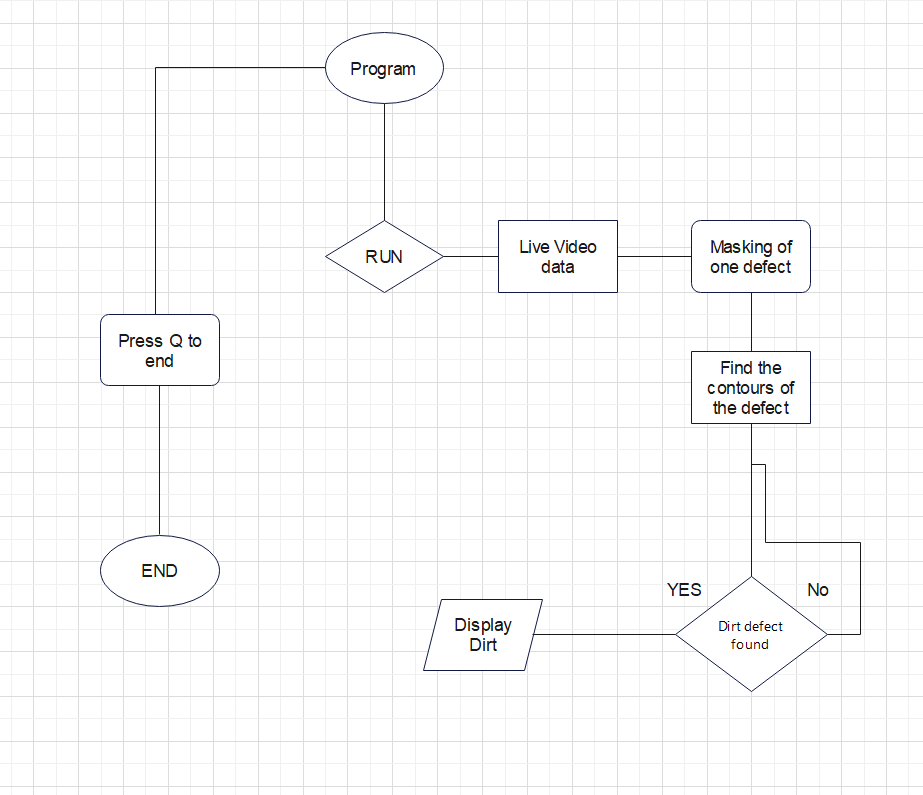 Program
RUN
Live Video
data
Masking of
one defect
Press Q to
end
Find the
contours of
the defect
END
YES
No
Display
Dirt
Dirt defect
found